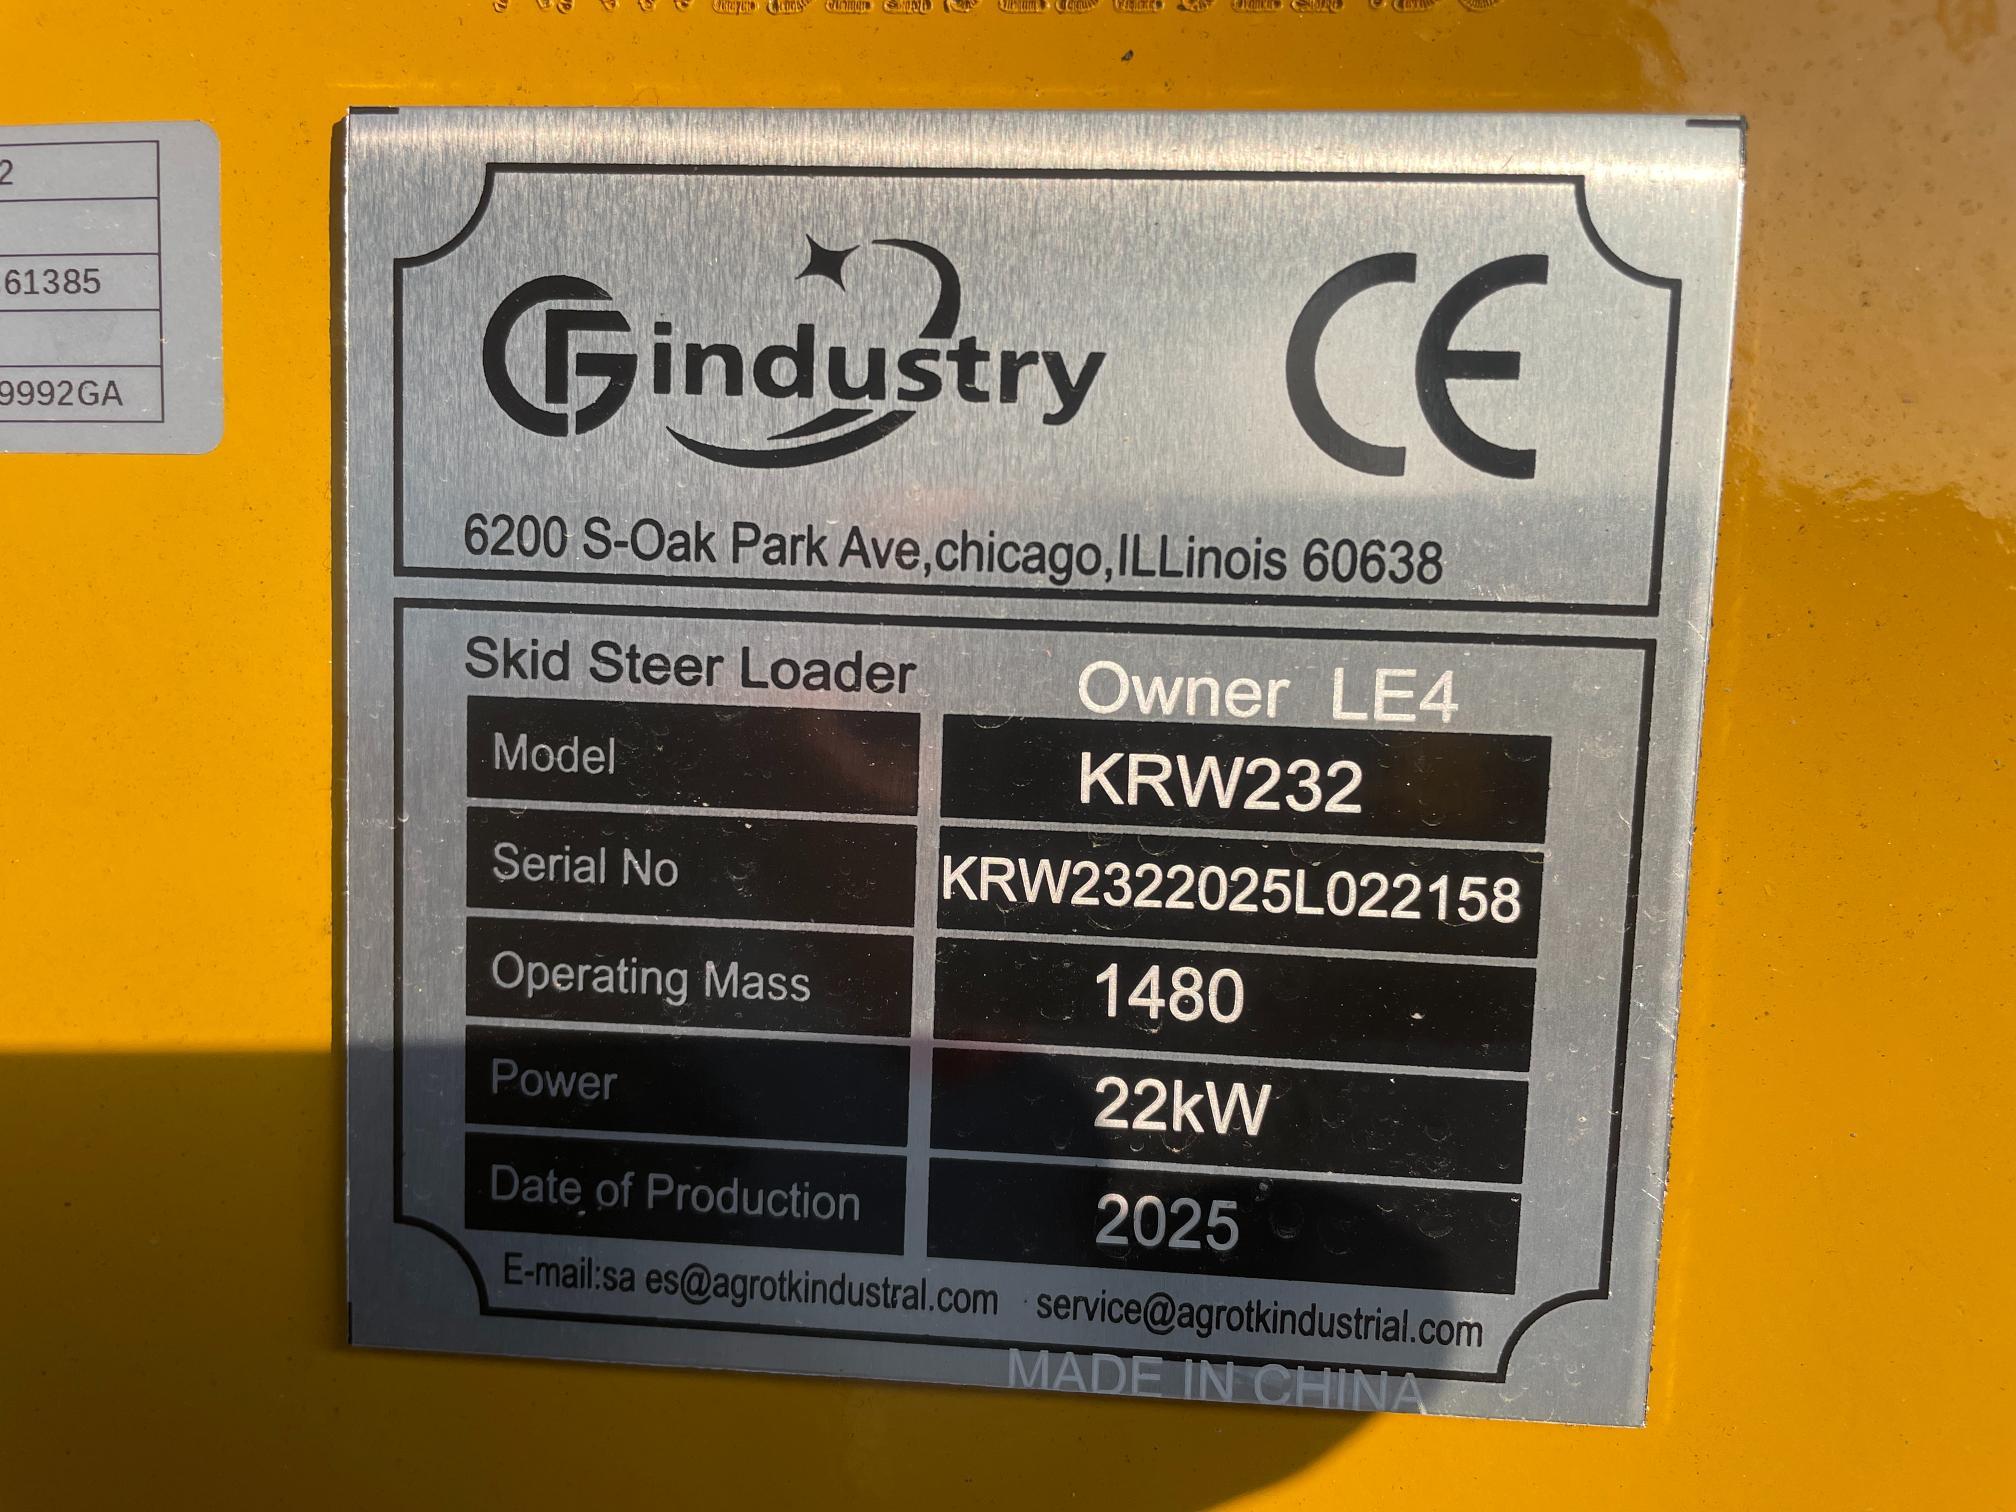 2
61385
9992GA
GF industry CE
6200 S-Oak Park Ave,chicago,ILLinois 60638
Skid Steer Loader Owner LE4
Model KRW232
Serial No KRW2322025L022158
Operating Mass 1480
Power 22kW
Date of Production 2025
E-mail:sa es@agrotkindustral.com service@agrotkindustrial.com
MADE IN CHINA